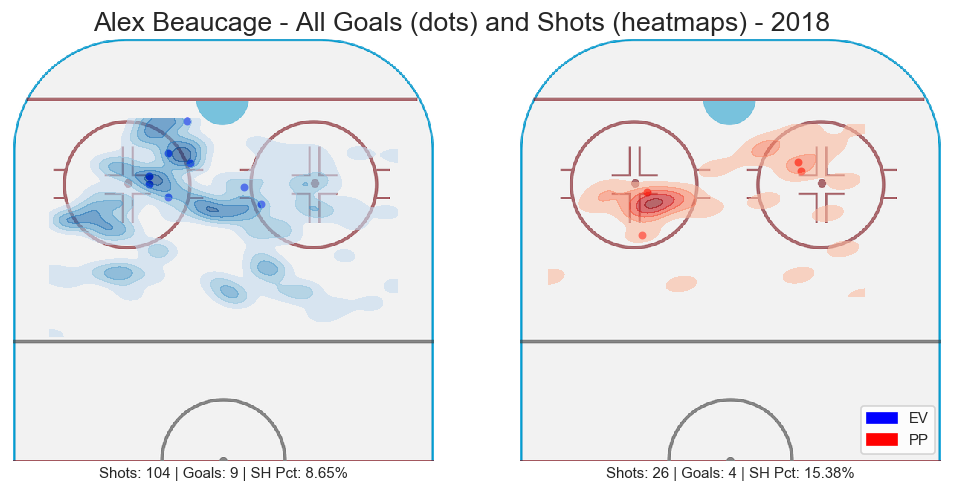 Alex Beaucage - All Goals (dots) and Shots (heatmaps) - 2018
EV
PP
Shots: 104 | Goals: 9 | SH Pct: 8.65%
Shots: 26 | Goals: 4 | SH Pct: 15.38%